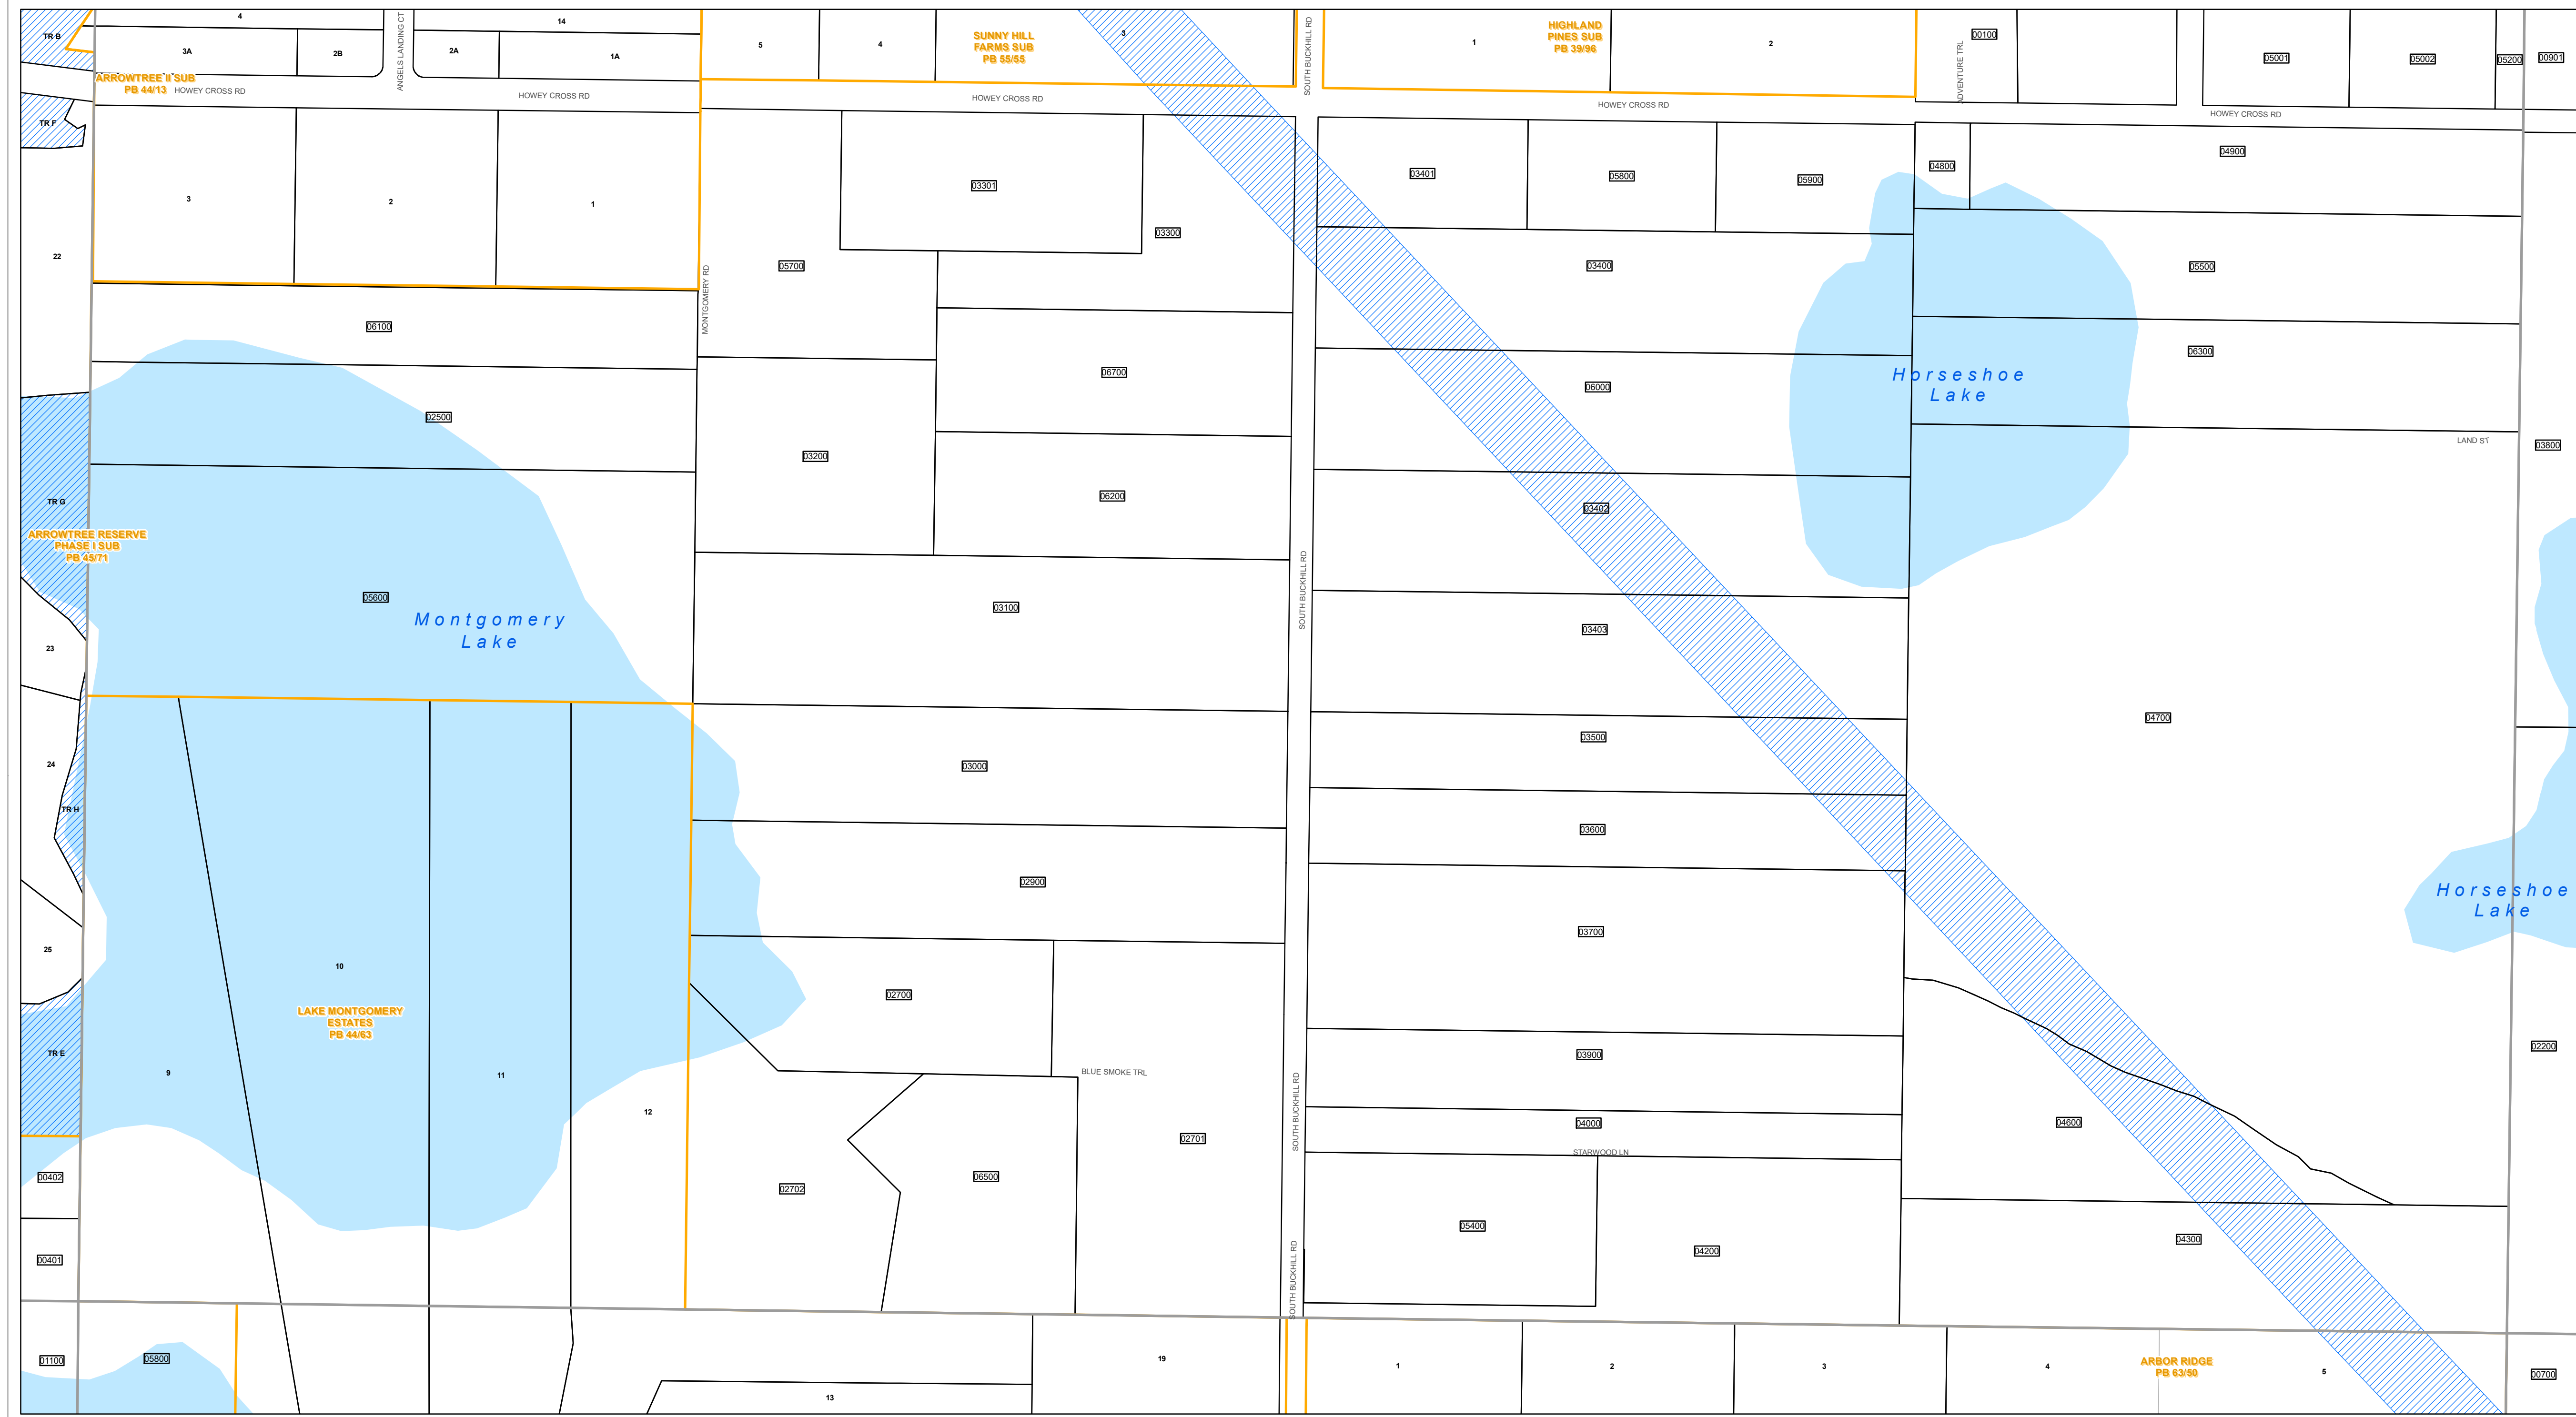 4
14
TR B
3A
2B
ANGELS LANDING CT
2A
1A
5
4
SUNNY HILL
FARMS SUB
PB 55/55
3
SOUTH BUCKHILL RD
1
HIGHLAND
PINES SUB
PB 39/96
2
ADVENTURE TRL
00100
05001
05002
05200
00901
ARROWTREE II SUB
PB 44/13
HOWEY CROSS RD
HOWEY CROSS RD
HOWEY CROSS RD
HOWEY CROSS RD
HOWEY CROSS RD
TR F
3
2
1
22
03301
03300
05700
MONTGOMERY RD
03401
05800
05900
04800
04900
03400
05500
06100
06300
06700
06000
Horseshoe
Lake
02500
03200
06200
03402
LAND ST
03800
TR G
ARROWTREE RESERVE
PHASE I SUB
PB 45/71
05600
Montgomery
Lake
03100
SOUTH BUCKHILL RD
03403
23
24
TR H
03000
03500
04700
03600
02900
03700
Horseshoe
Lake
25
10
LAKE MONTGOMERY
ESTATES
PB 44/63
02700
TR E
9
11
12
BLUE SMOKE TRL
03900
02200
02701
SOUTH BUCKHILL RD
04000
STARWOOD LN
04600
00402
02702
06500
05400
04200
04300
00401
SOUTH BUCKHILL RD
01100
05800
13
19
1
2
3
4
ARBOR RIDGE
PB 63/50
5
00700